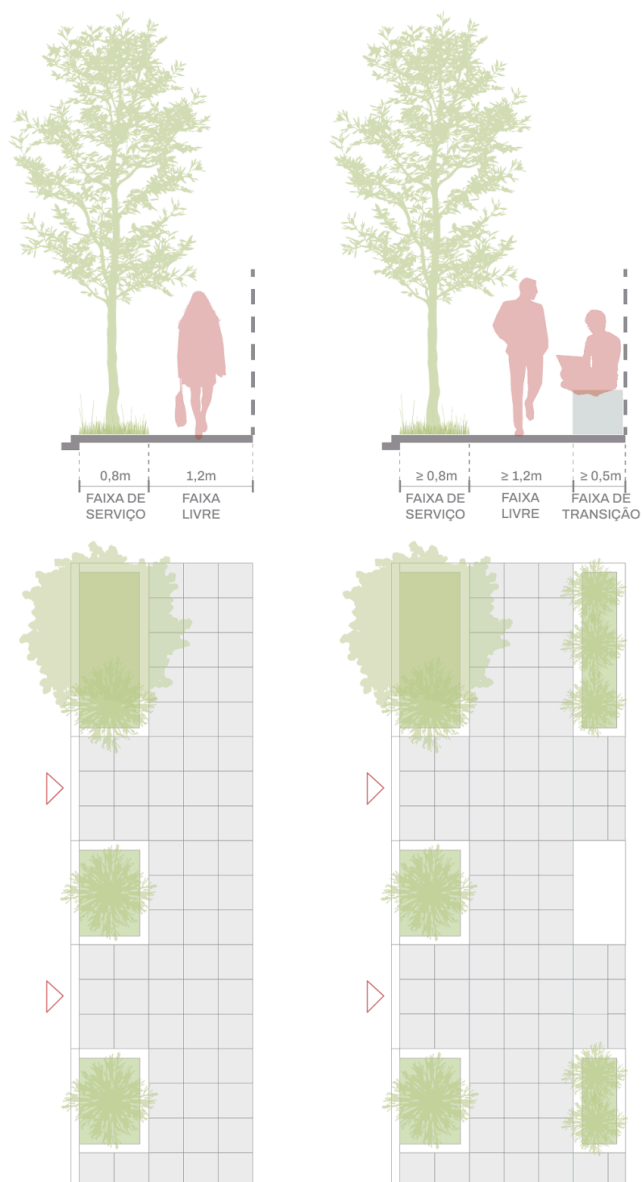 0,8m
1,2m
FAIXA DE
SERVIÇO
FAIXA
LIVRE
≥ 0,8m
≥ 1,2m
≥ 0,5m
FAIXA DE
SERVIÇO
FAIXA
LIVRE
FAIXA DE
TRANSIÇÃO